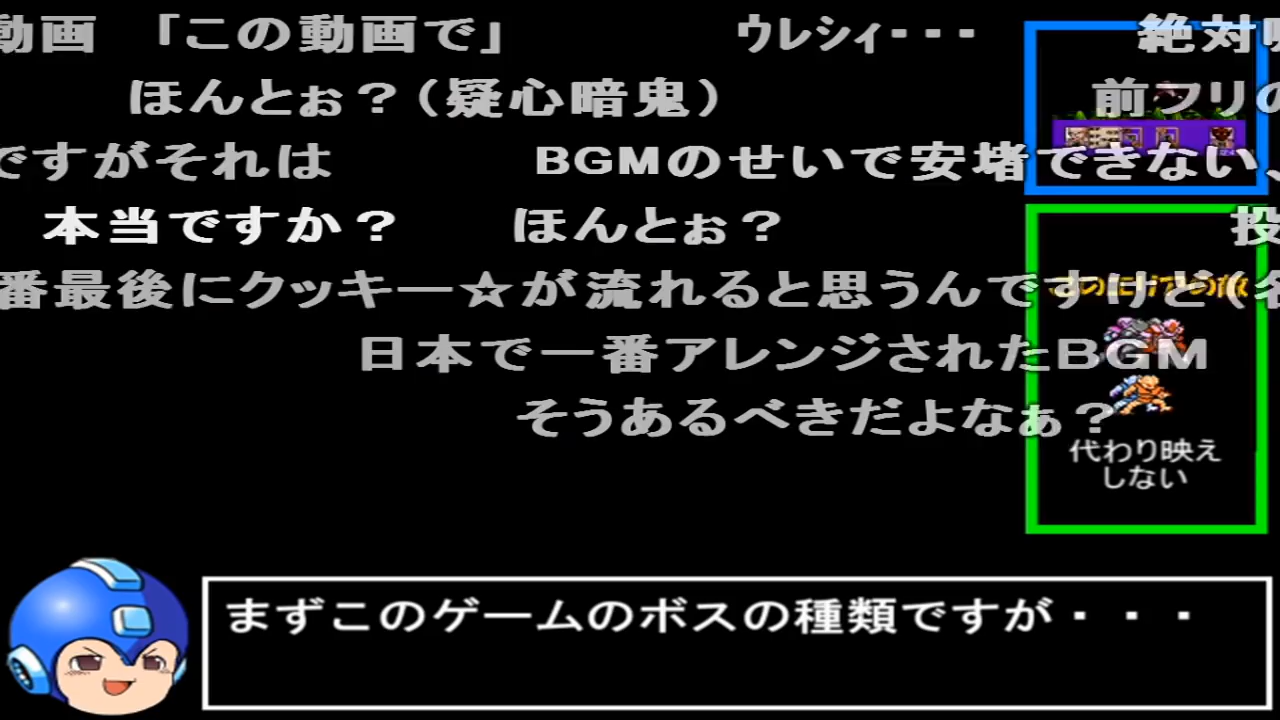 動画 「この動画で」 ウレシィ・・・ 絶対
ほんとぉ？（疑心暗鬼） 前フリの
ですがそれは BGMのせいで安堵できない、
本当ですか？ ほんとぉ？ 投
番最後にクッキー☆が流れると思うんですけど（名
日本で一番アレンジされたBGM
そうあるべきだよなぁ？
代わり映え
しない
まずこのゲームのボスの種類ですが・・・